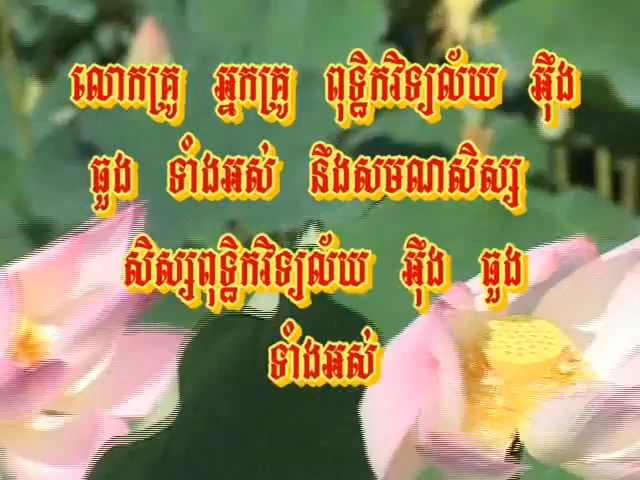 លោកគ្រូ អ្នកគ្រូ ពុទ្ធិកវិទ្យល័យ អ៊ឹង
ធួង ទាំងអស់ នឹងសមណសិស្ស
សិស្សពុទ្ធិកវិទ្យល័យ អ៊ឹង ធួង
ទាំងអស់